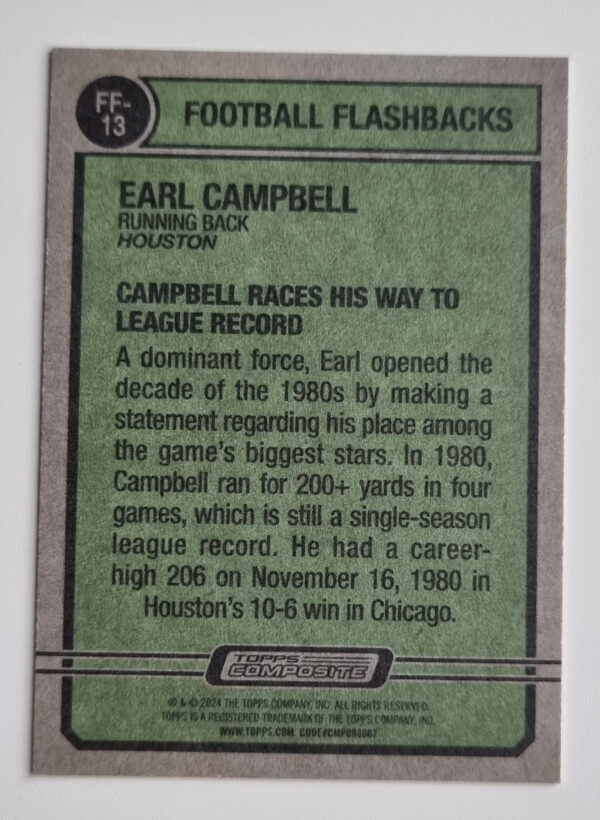 FF-
13
FOOTBALL FLASHBACKS
EARL CAMPBELL
RUNNING BACK
HOUSTON
CAMPBELL RACES HIS WAY TO
LEAGUE RECORD
A dominant force, Earl opened the
decade of the 1980s by making a
statement regarding his place among
the game's biggest stars. In 1980,
Campbell ran for 200+ yards in four
games, which is still a single-season
league record. He had a career-
high 206 on November 16, 1980 in
Houston's 10-6 win in Chicago.
TOPPS
COMPOSITE
® & © 2024 THE TOPPS COMPANY, INC. ALL RIGHTS RESERVED.
TOPPS IS A REGISTERED TRADEMARK OF THE TOPPS COMPANY, INC.
WWW.TOPPS.COM.